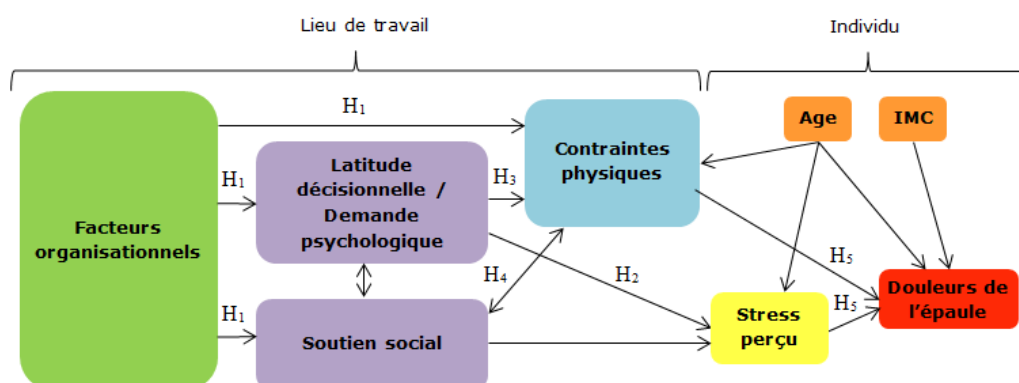 Lieu de travail
Individu
H1
Age
IMC
Contraintes
physiques
Latitude
décisionnelle /
Demande
psychologique
H1
H3
Facteurs
organisationnels
H4
H2
H5
H1
Soutien social
Stress
perçu
H5
Douleurs de
l’épaule